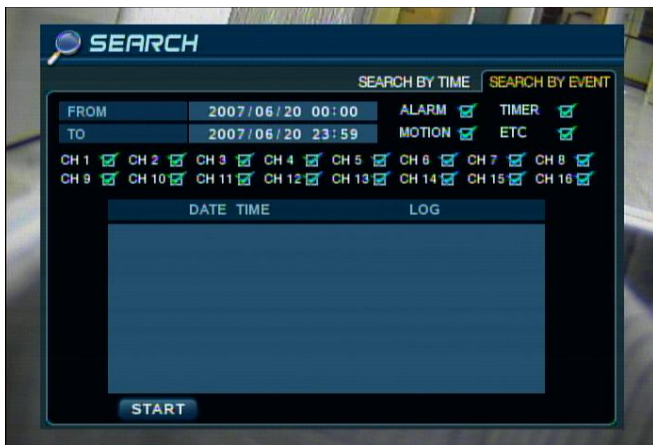 SEARCH
SEARCH BY TIME SEARCH BY EVENT
FROM 2007/06/20 00:00 ALARM TIMER
TO 2007/06/20 23:59 MOTION ETC
CH 1 CH 2 CH 3 CH 4 CH 5 CH 6 CH 7 CH 8
CH 9 CH 10 CH 11 CH 12 CH 13 CH 14 CH 15 CH 16
DATE TIME LOG
START